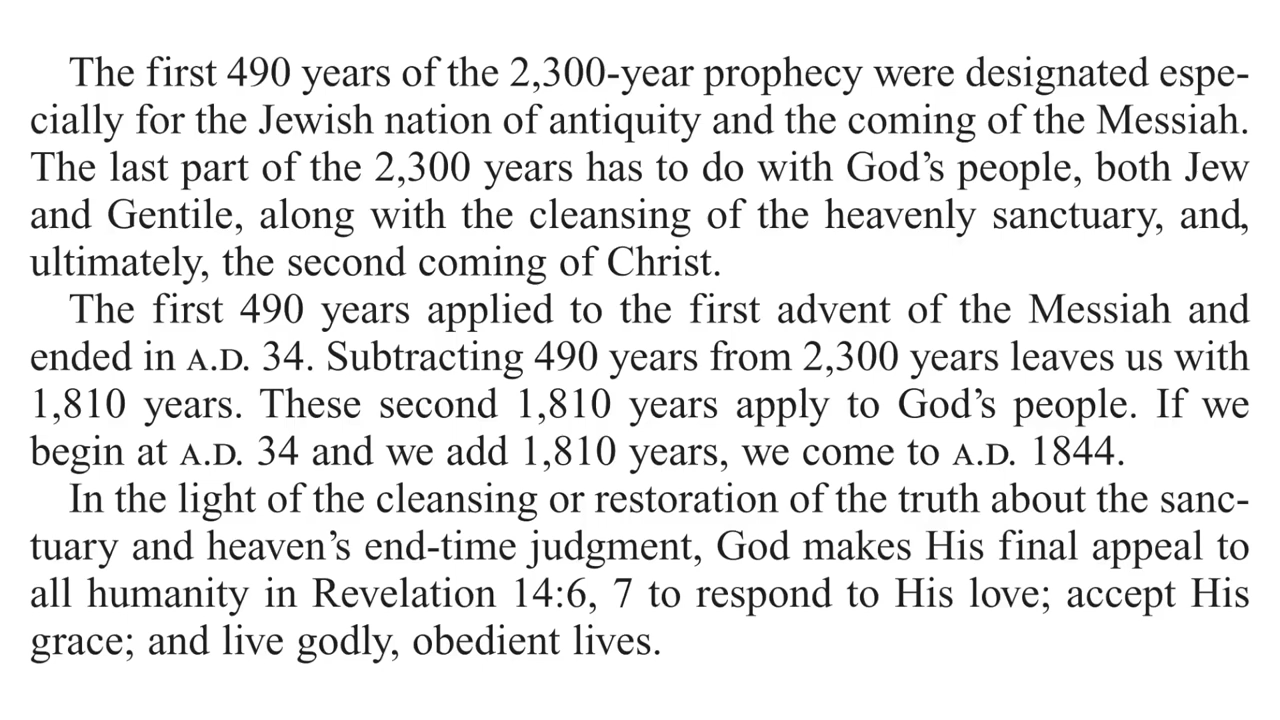 The first 490 years of the 2,300-year prophecy were designated espe-
cially for the Jewish nation of antiquity and the coming of the Messiah.
The last part of the 2,300 years has to do with God’s people, both Jew
and Gentile, along with the cleansing of the heavenly sanctuary, and,
ultimately, the second coming of Christ.
The first 490 years applied to the first advent of the Messiah and
ended in A.D. 34. Subtracting 490 years from 2,300 years leaves us with
1,810 years. These second 1,810 years apply to God’s people. If we
begin at A.D. 34 and we add 1,810 years, we come to A.D. 1844.
In the light of the cleansing or restoration of the truth about the sanc-
tuary and heaven’s end-time judgment, God makes His final appeal to
all humanity in Revelation 14:6, 7 to respond to His love; accept His
grace; and live godly, obedient lives.